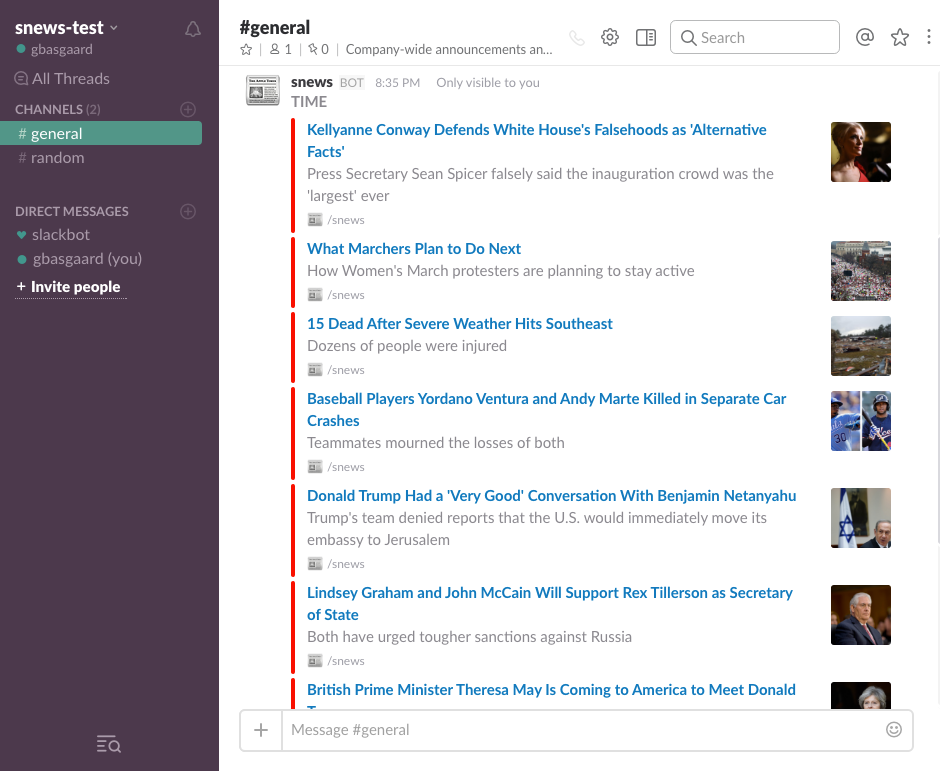 snews-test
gbasgaard
All Threads
CHANNELS (2)
# general
# random
DIRECT MESSAGES
slackbot
gbasgaard (you)
+ Invite people
#general
1
0
Company-wide announcements an...
Search
snews BOT 8:35 PM Only visible to you
TIME
Kellyanne Conway Defends White House's Falsehoods as 'Alternative
Facts'
Press Secretary Sean Spicer falsely said the inauguration crowd was the
'largest' ever
/snews
What Marchers Plan to Do Next
How Women's March protesters are planning to stay active
/snews
15 Dead After Severe Weather Hits Southeast
Dozens of people were injured
/snews
Baseball Players Yordano Ventura and Andy Marte Killed in Separate Car
Crashes
Teammates mourned the losses of both
/snews
30
Donald Trump Had a 'Very Good' Conversation With Benjamin Netanyahu
Trump's team denied reports that the U.S. would immediately move its
embassy to Jerusalem
/snews
Lindsey Graham and John McCain Will Support Rex Tillerson as Secretary
of State
Both have urged tougher sanctions against Russia
/snews
British Prime Minister Theresa May Is Coming to America to Meet Donald
Message #general